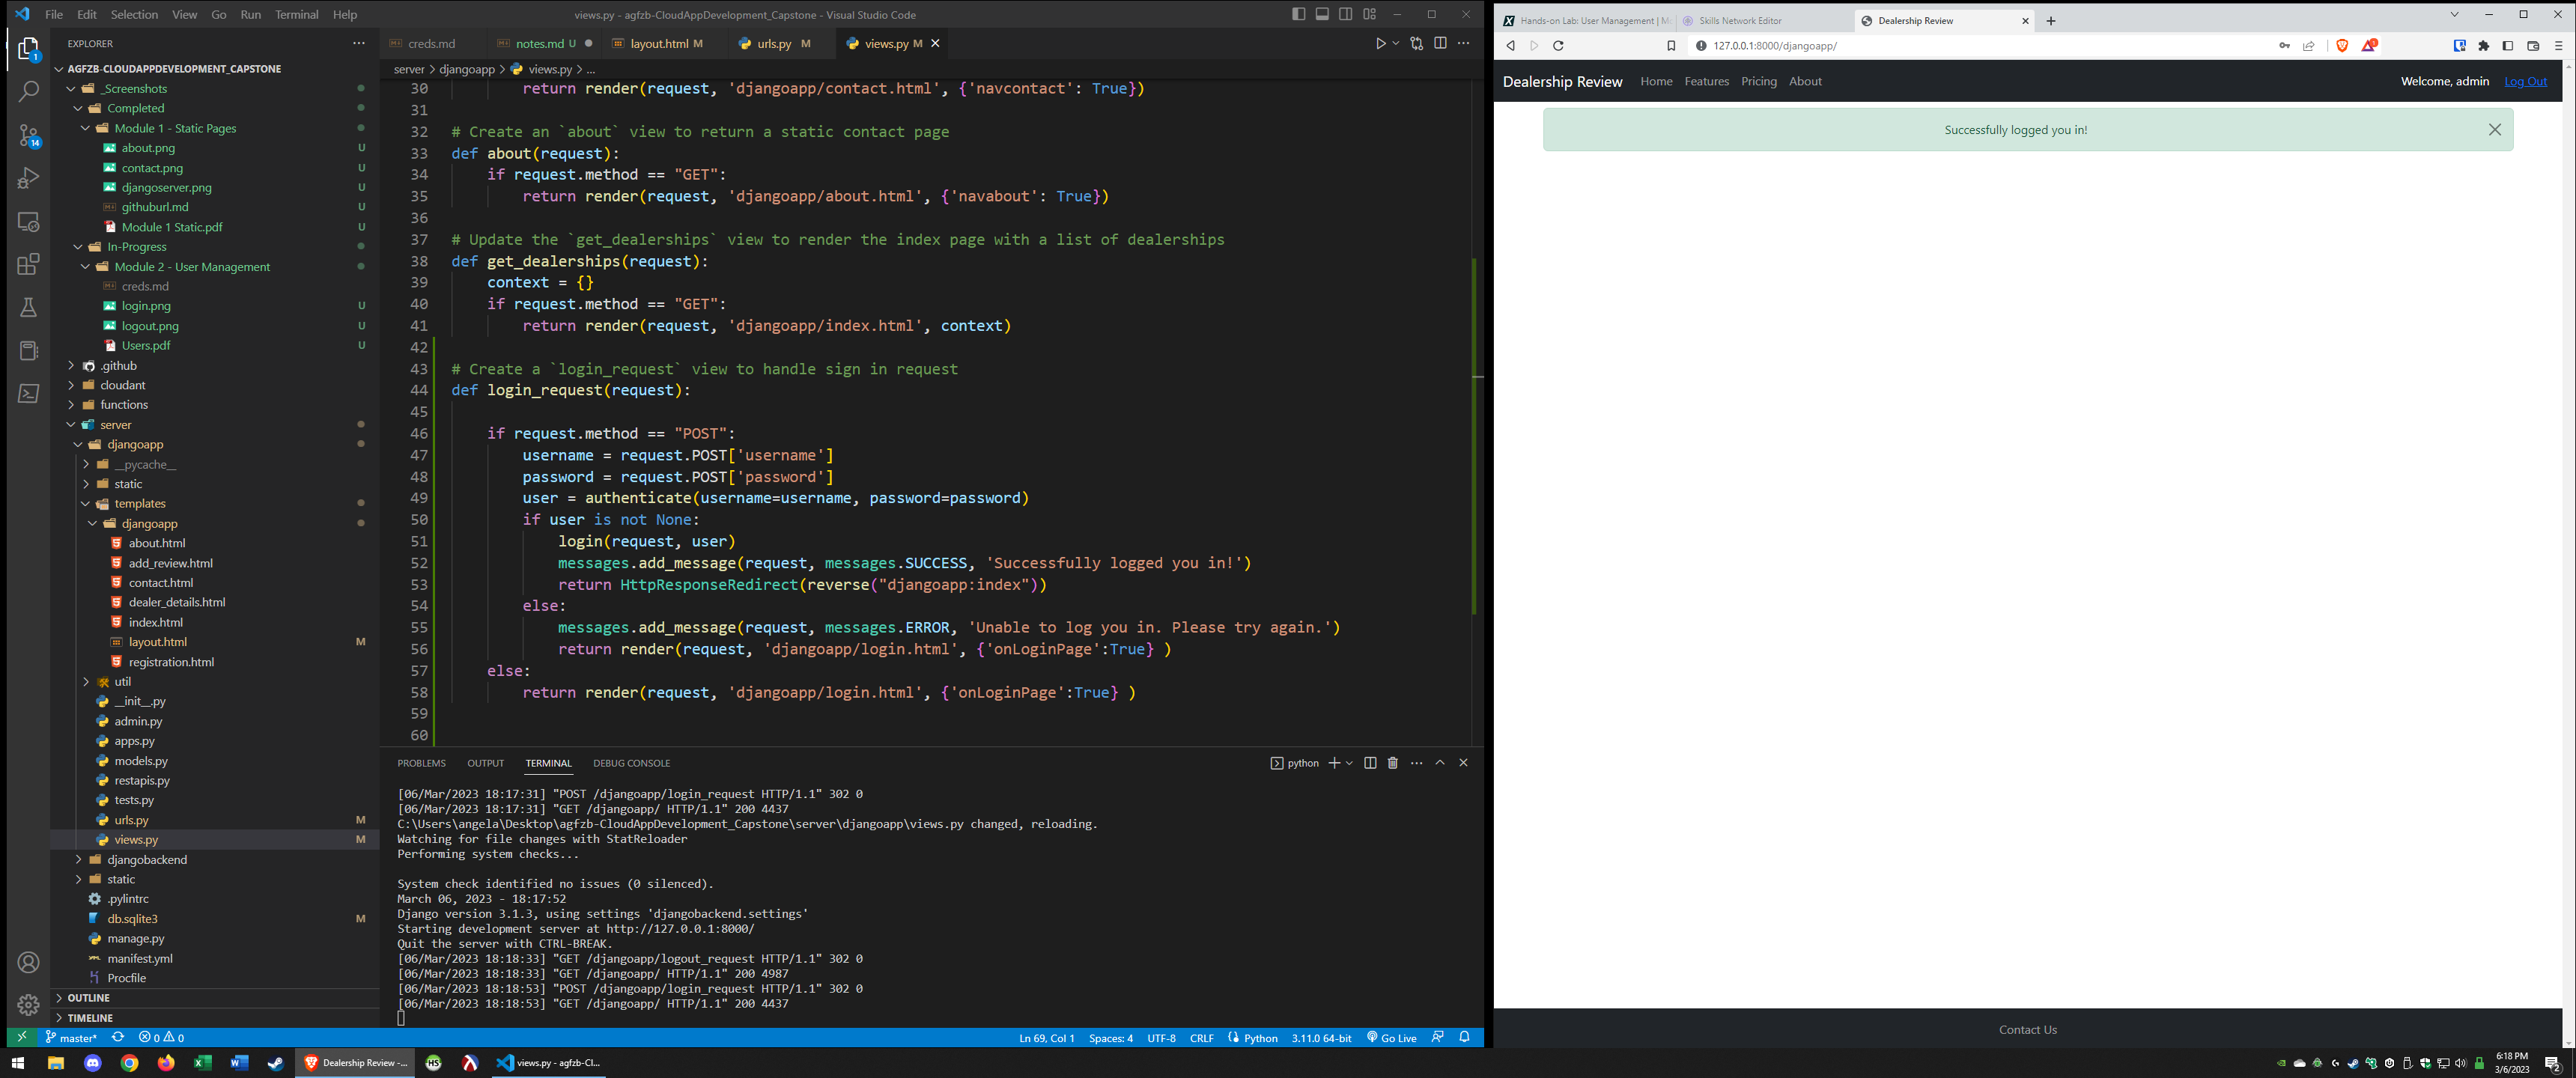 File Edit Selection View Go Run Terminal Help
views.py - agfzb-CloudAppDevelopment_Capstone - Visual Studio Code
EXPLORER
AGFZB-CLOUDAPPDEVELOPMENT_CAPSTONE
_Screenshots
Completed
Module 1 - Static Pages
about.png U
contact.png U
djangoserver.png U
githuburl.md U
Module 1 Static.pdf U
In-Progress
Module 2 - User Management
creds.md
login.png U
logout.png U
Users.pdf U
.github
cloudant
functions
server
djangoapp
__pycache__
static
templates
djangoapp
about.html
add_review.html
contact.html
dealer_details.html
index.html
layout.html M
registration.html
util
__init__.py
admin.py
apps.py
models.py
restapis.py
tests.py
urls.py M
views.py M
djangobackend
static
.pylintrc
db.sqlite3 M
manage.py
manifest.yml
Procfile
OUTLINE
TIMELINE
1
14
creds.md notes.md U layout.html M urls.py M views.py M
server > djangoapp > views.py > ...
30 return render(request, 'djangoapp/contact.html', {'navcontact': True})
31
32 # Create an `about` view to return a static contact page
33 def about(request):
34 if request.method == "GET":
35 return render(request, 'djangoapp/about.html', {'navabout': True})
36
37 # Update the `get_dealerships` view to render the index page with a list of dealerships
38 def get_dealerships(request):
39 context = {}
40 if request.method == "GET":
41 return render(request, 'djangoapp/index.html', context)
42
43 # Create a `login_request` view to handle sign in request
44 def login_request(request):
45
46 if request.method == "POST":
47 username = request.POST['username']
48 password = request.POST['password']
49 user = authenticate(username=username, password=password)
50 if user is not None:
51 login(request, user)
52 messages.add_message(request, messages.SUCCESS, 'Successfully logged you in!')
53 return HttpResponseRedirect(reverse("djangoapp:index"))
54 else:
55 messages.add_message(request, messages.ERROR, 'Unable to log you in. Please try again.')
56 return render(request, 'djangoapp/login.html', {'onLoginPage':True} )
57 else:
58 return render(request, 'djangoapp/login.html', {'onLoginPage':True} )
59
60
PROBLEMS OUTPUT TERMINAL DEBUG CONSOLE
python
[06/Mar/2023 18:17:31] "POST /djangoapp/login_request HTTP/1.1" 302 0
[06/Mar/2023 18:17:31] "GET /djangoapp/ HTTP/1.1" 200 4437
C:\Users\angela\Desktop\agfzb-CloudAppDevelopment_Capstone\server\djangoapp\views.py changed, reloading.
Watching for file changes with StatReloader
Performing system checks...
System check identified no issues (0 silenced).
March 06, 2023 - 18:17:52
Django version 3.1.3, using settings 'djangobackend.settings'
Starting development server at http://127.0.0.1:8000/
Quit the server with CTRL-BREAK.
[06/Mar/2023 18:18:33] "GET /djangoapp/logout_request HTTP/1.1" 302 0
[06/Mar/2023 18:18:33] "GET /djangoapp/ HTTP/1.1" 200 4987
[06/Mar/2023 18:18:53] "POST /djangoapp/login_request HTTP/1.1" 302 0
[06/Mar/2023 18:18:53] "GET /djangoapp/ HTTP/1.1" 200 4437
master* 0 0
Ln 69, Col 1 Spaces: 4 UTF-8 CRLF Python 3.11.0 64-bit Go Live
Hands-on Lab: User Management | M
Skills Network Editor
Dealership Review
127.0.0.1:8000/djangoapp/
Dealership Review Home Features Pricing About
Welcome, admin Log Out
Successfully logged you in!
Contact Us
Dealership Review -...
HS
views.py - agfzb-Cl...
6:18 PM
3/6/2023
2